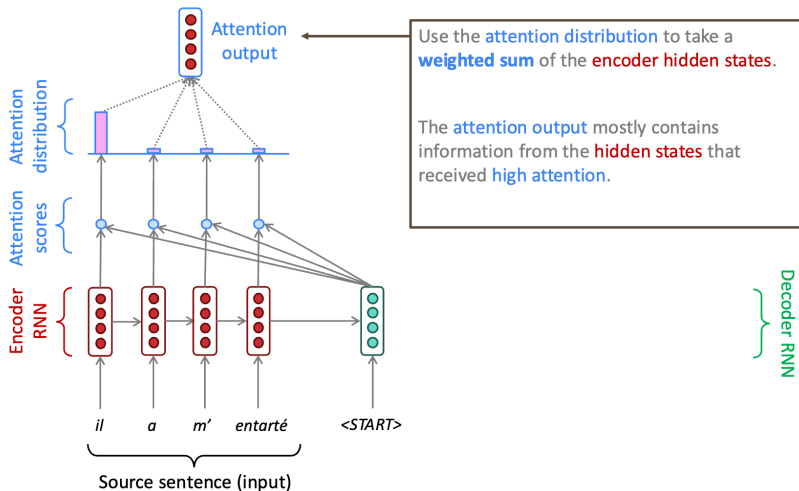 Attention
output
Use the attention distribution to take a
weighted sum of the encoder hidden states.
The attention output mostly contains
information from the hidden states that
received high attention.
Attention
distribution
Attention
scores
Encoder
RNN
Decoder RNN
il a m’ entarté <START>
Source sentence (input)